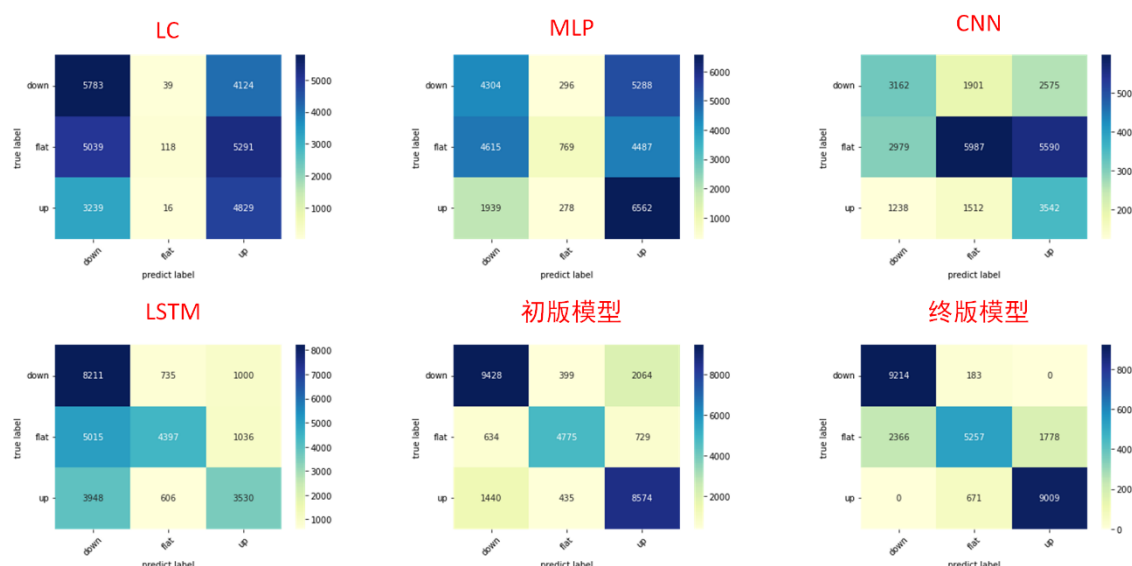 LC
MLP
CNN
true label
down
flat
up
5783 39 4124
5039 118 5291
3239 16 4829
5000
4000
3000
2000
1000
down flat up
predict label
true label
down
flat
up
4304 296 5288
4615 769 4487
1939 278 6562
6000
5000
4000
3000
2000
1000
down flat up
predict label
true label
down
flat
up
3162 1901 2575
2979 5987 5590
1238 1512 3542
500
400
300
200
down flat up
predict label
LSTM
初版模型
终版模型
true label
down
flat
up
8211 735 1000
5015 4397 1036
3948 606 3530
8000
7000
6000
5000
4000
3000
2000
1000
down flat up
predict label
true label
down
flat
up
9428 399 2064
634 4775 729
1440 435 8574
8000
6000
4000
2000
down flat up
predict label
true label
down
flat
up
9214 183 0
2366 5257 1778
0 671 9009
800
600
400
200
0
down flat up
predict label